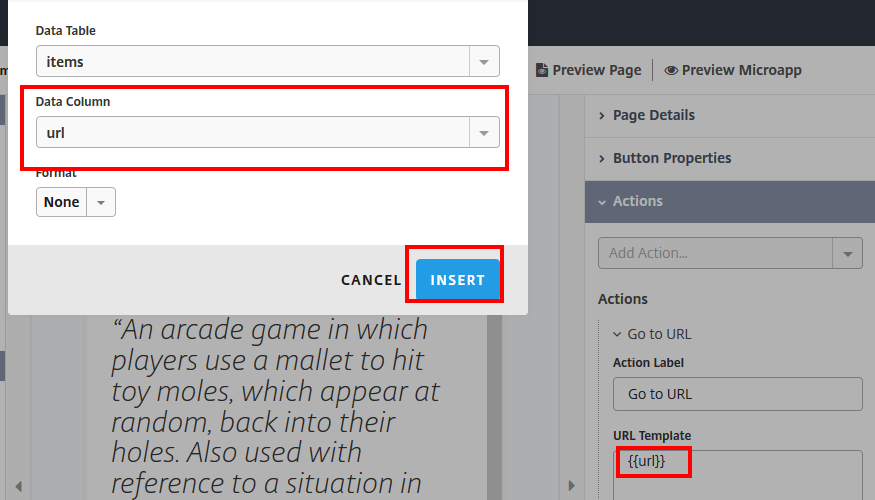 Data Table
items
Data Column
url
Format
None
CANCEL
INSERT
“An arcade game in which
players use a mallet to hit
toy moles, which appear at
random, back into their
holes. Also used with
reference to a situation in
Preview Page
Preview Microapp
Page Details
Button Properties
Actions
Add Action...
Actions
Go to URL
Action Label
Go to URL
URL Template
{{url}}